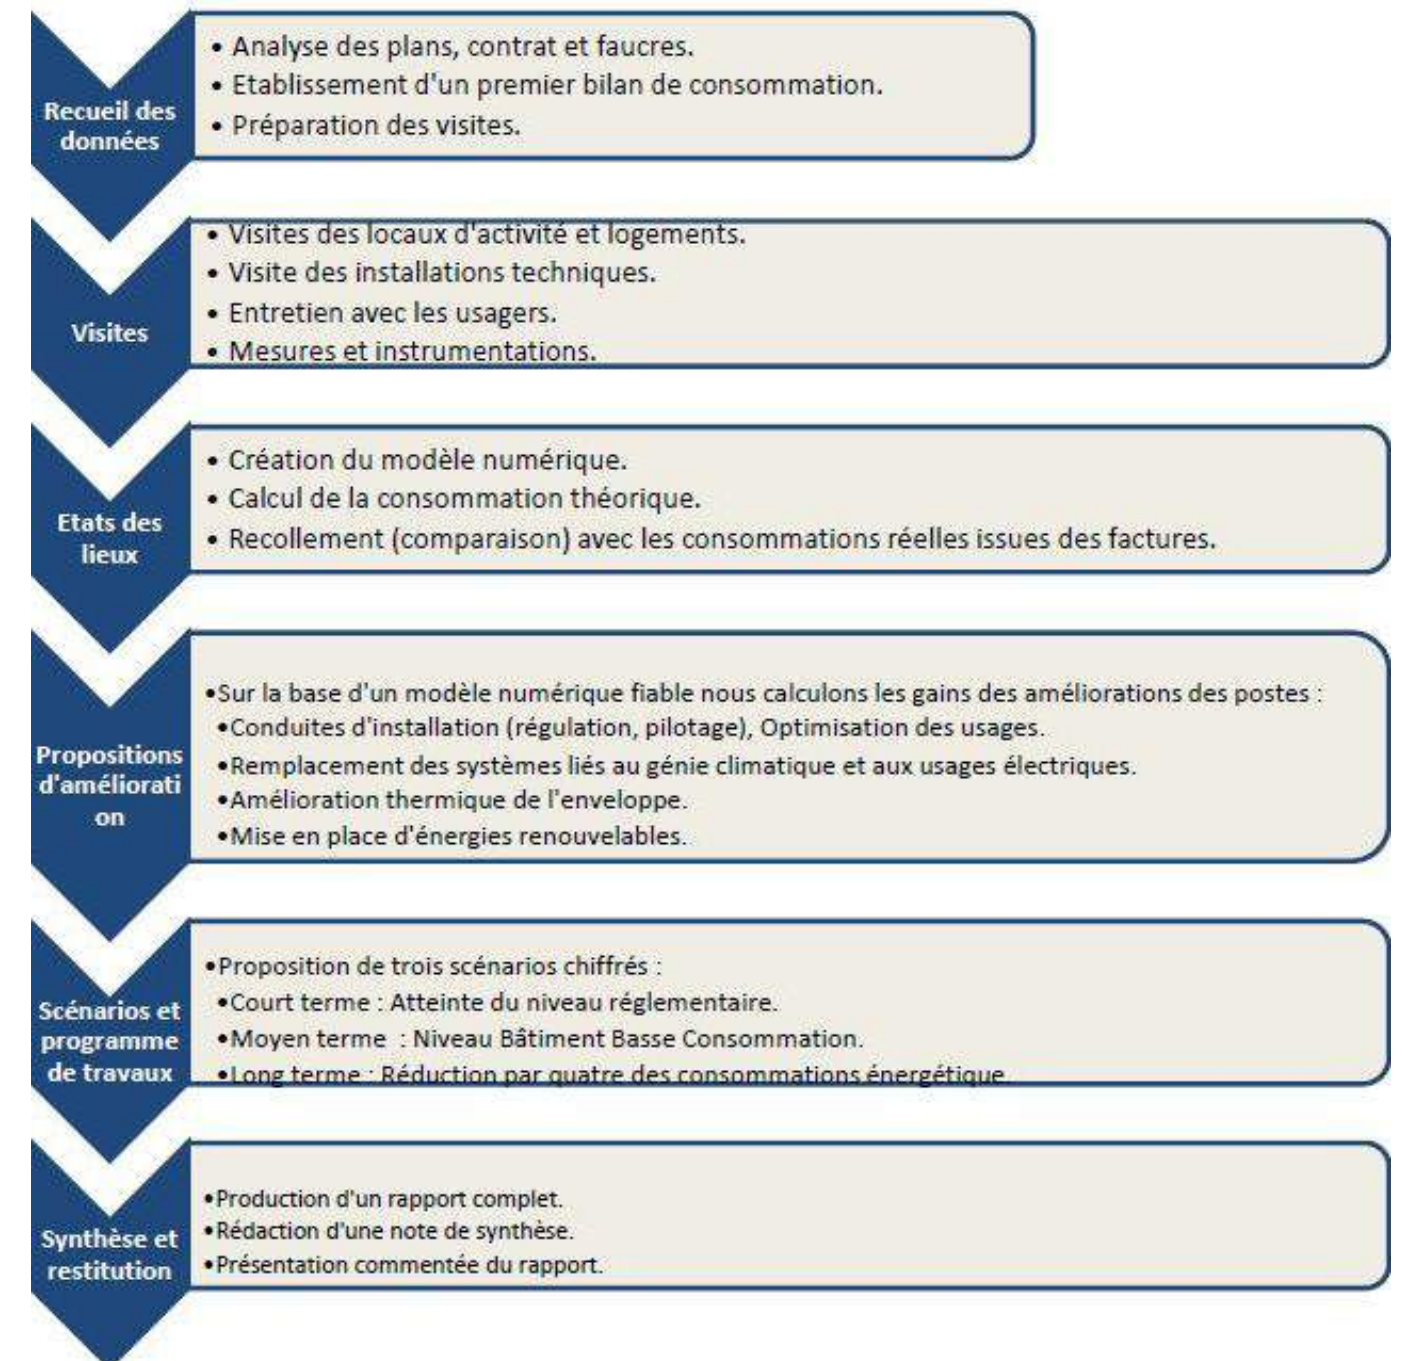 Recueil des
données
• Analyse des plans, contrat et faucres.
• Etablissement d'un premier bilan de consommation.
• Préparation des visites.
Visites
• Visites des locaux d'activité et logements.
• Visite des installations techniques.
• Entretien avec les usagers.
• Mesures et instrumentations.
Etats des
lieux
• Création du modèle numérique.
• Calcul de la consommation théorique.
• Recollement (comparaison) avec les consommations réelles issues des factures.
Propositions
d'améliorati
on
•Sur la base d'un modèle numérique fiable nous calculons les gains des améliorations des postes :
•Conduites d'installation (régulation, pilotage), Optimisation des usages.
•Remplacement des systèmes liés au génie climatique et aux usages électriques.
•Amélioration thermique de l'enveloppe.
•Mise en place d'énergies renouvelables.
Scénarios et
programme
de travaux
•Proposition de trois scénarios chiffrés :
•Court terme : Atteinte du niveau réglementaire.
•Moyen terme  : Niveau Bâtiment Basse Consommation.
•Long terme : Réduction par quatre des consommations énergétique.
Synthèse et
restitution
•Production d'un rapport complet.
•Rédaction d'une note de synthèse.
•Présentation commentée du rapport.